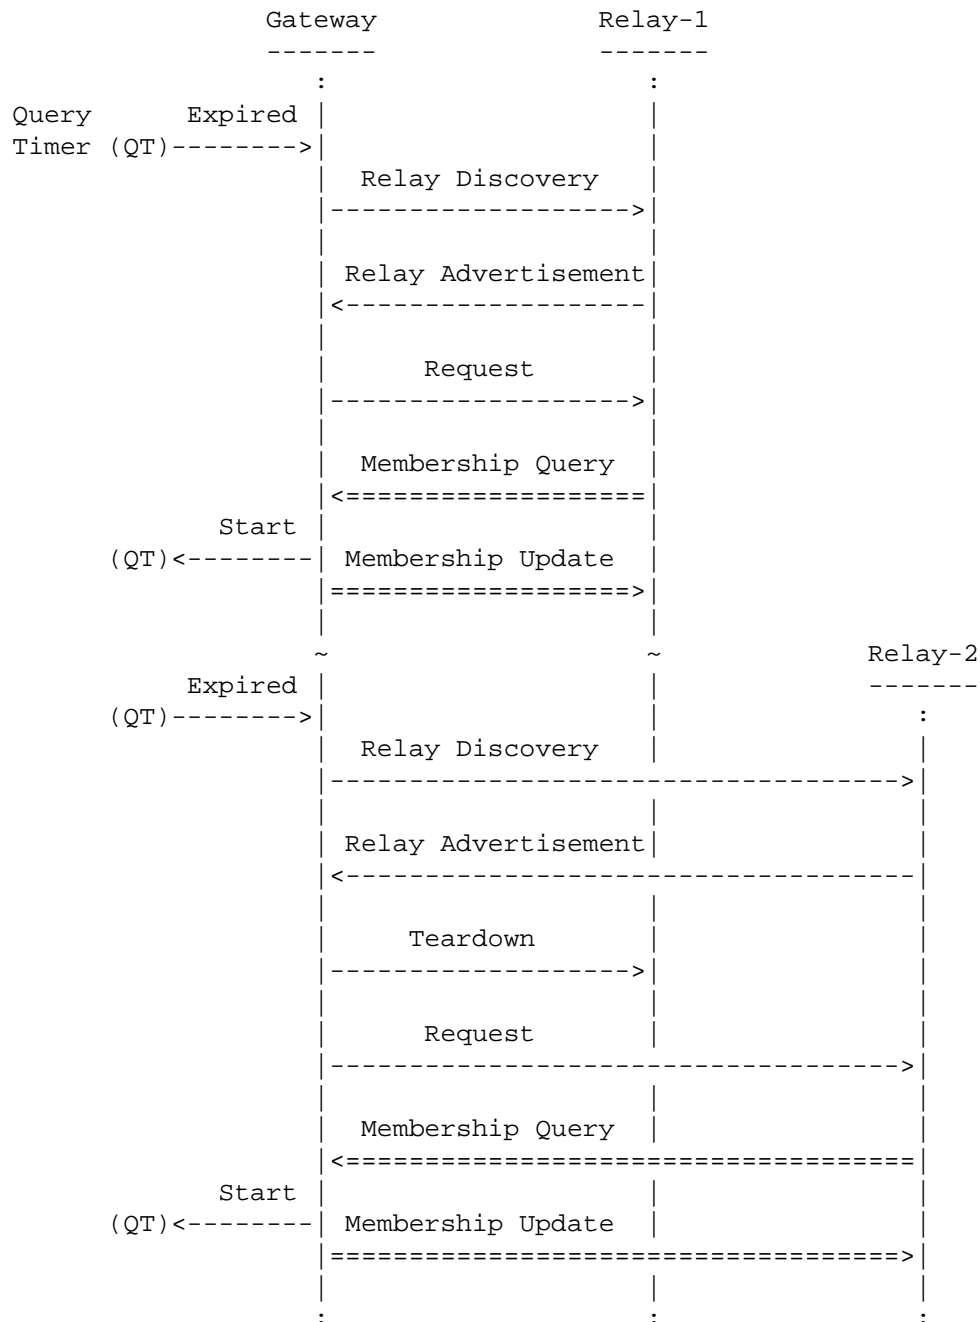 Gateway Relay-1
------- -------
: :
Query Expired |  |
Timer (QT)-------->|  |
| Relay Discovery |
|------------------->|
|  |
| Relay Advertisement|
|<-------------------|
|  |
| Request |
|------------------->|
|  |
| Membership Query |
|<===================|
Start |  |
(QT)<--------| Membership Update |
|===================>|
|  |
~ ~ Relay-2
Expired |  | -------
(QT)-------->|  | :
| Relay Discovery | |
|------------------------------------>|
|  |  |
| Relay Advertisement| |
|<------------------------------------|
|  |  |
| Teardown | |
|------------------->| |
|  |  |
| Request | |
|------------------------------------>|
|  |  |
| Membership Query | |
|<====================================|
Start |  |  |
(QT)<--------| Membership Update | |
|====================================>|
|  |  |
: : :